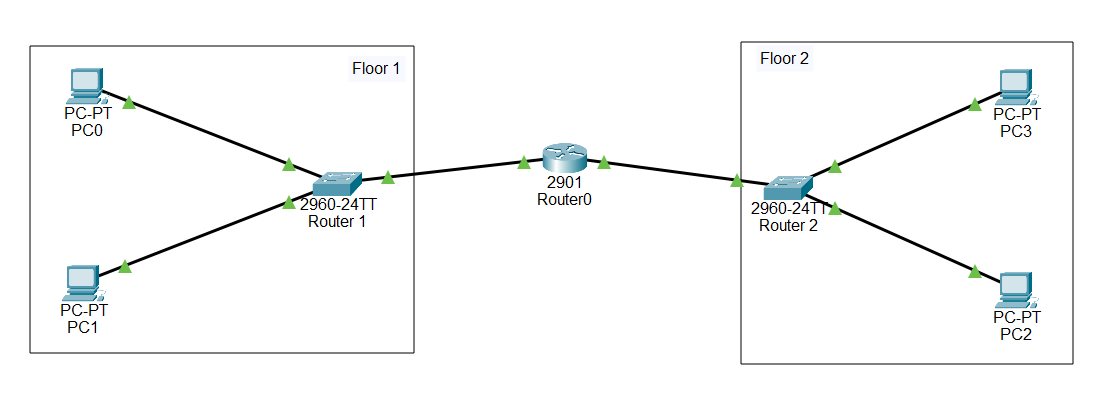 Floor 1
PC-PT
PC0
2960-24TT
Router 1
PC-PT
PC1
2901
Router0
Floor 2
PC-PT
PC3
2960-24TT
Router 2
PC-PT
PC2